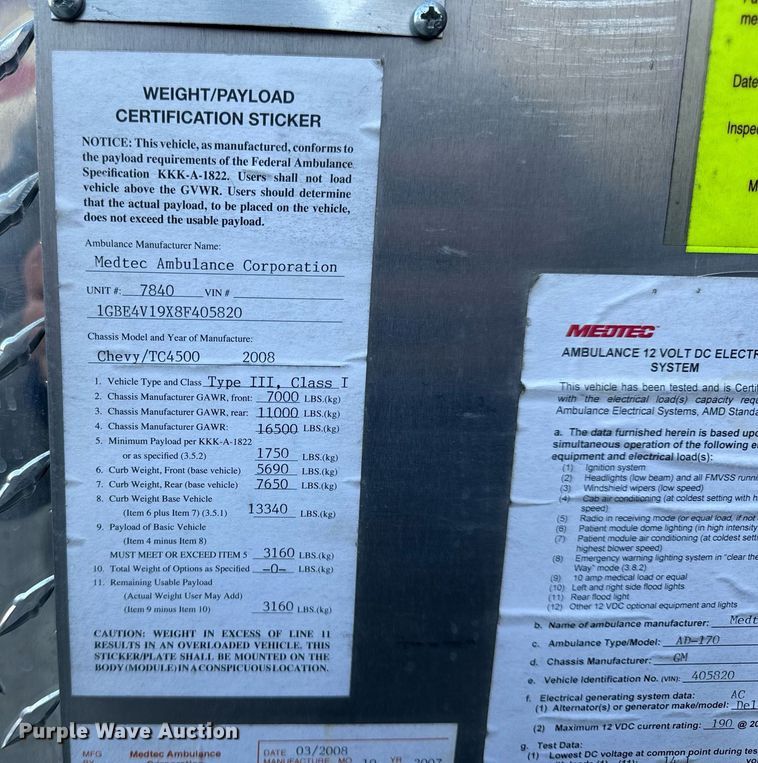 WEIGHT/PAYLOAD
CERTIFICATION STICKER
NOTICE: This vehicle, as manufactured, conforms to
the payload requirements of the Federal Ambulance
Specification KKK-A-1822. Users shall not load
vehicle above the GVWR. Users should determine
that the actual payload, to be placed on the vehicle,
does not exceed the usable payload.
Ambulance Manufacturer Name:
Medtec Ambulance Corporation
UNIT #: 7840 VIN #
1GBE4V19X8F405820
Chassis Model and Year of Manufacture:
Chevy/TC4500 2008
1. Vehicle Type and Class Type III, Class I
2. Chassis Manufacturer GAWR, front: 7000 LBS.(kg)
3. Chassis Manufacturer GAWR, rear: 11000 LBS.(kg)
4. Chassis Manufacturer GAWR: 16500 LBS.(kg)
5. Minimum Payload per KKK-A-1822
or as specified (3.5.2) 1750 LBS.(kg)
6. Curb Weight, Front (base vehicle) 5690 LBS.(kg)
7. Curb Weight, Rear (base vehicle) 7650 LBS.(kg)
8. Curb Weight Base Vehicle
(Item 6 plus Item 7) (3.5.1) 13340 LBS.(kg)
9. Payload of Basic Vehicle
(Item 4 minus Item 8)
MUST MEET OR EXCEED ITEM 5 3160 LBS.(kg)
10. Total Weight of Options as Specified -0- LBS.(kg)
11. Remaining Usable Payload
(Actual Weight User May Add)
(Item 9 minus Item 10) 3160 LBS.(kg)
CAUTION: WEIGHT IN EXCESS OF LINE 11
RESULTS IN AN OVERLOADED VEHICLE. THIS
STICKER/PLATE SHALL BE MOUNTED ON THE
BODY (MODULE) IN A CONSPICUOUS LOCATION.
me
Date
Inspe
M
MEDTEC
AMBULANCE 12 VOLT DC ELECTR
SYSTEM
This vehicle has been tested and is Certi
with the electrical load(s) capacity requ
Ambulance Electrical Systems, AMD Standa
a. The data furnished herein is based upo
simultaneous operation of the following e
equipment and electrical load(s):
(1) Ignition system
(2) Headlights (low beam) and all FMVSS runni
(3) Windshield wipers (low speed)
(4) Cab air conditioning (at coldest setting with h
speed)
(5) Radio in receiving mode (or equal load, if not
(6) Patient module dome lighting (in high intensity
(7) Patient module air conditioning (at coldest setti
highest blower speed)
(8) Emergency warning lighting system in "clear the
Way" mode (3.8.2)
(9) 10 amp medical load or equal
(10) Left and right side flood lights
(11) Rear flood light
(12) Other 12 VDC optional equipment and lights
b. Name of ambulance manufacturer: Medt
c. Ambulance Type/Model: AD-170
d. Chassis Manufacturer: GM
e. Vehicle Identification No. (VIN): 405820
f. Electrical generating system data: AC
(1) Alternator(s) or generator make/model: Del
(2) Maximum 12 VDC current rating: 190 @ 20
g. Test Data:
(1) Lowest DC voltage at common point during tes
14.1
MFG Medtec Ambulance
DATE 03/2008
MANUFACTURE MO 10 YR 2007
Purple Wave Auction